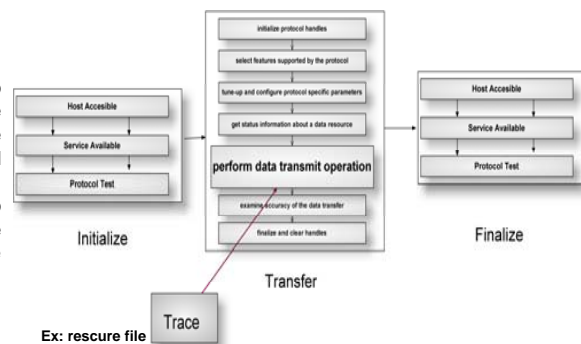 Host Accesible
Service Available
Protocol Test
Initialize
initialize protocol handles
select features supported by the protocol
tune-up and configure protocol specific parameters
get status information about a data resource
perform data transmit operation
examine accuracy of the data transfer
finalize and clear handles
Transfer
Host Accesible
Service Available
Protocol Test
Finalize
Trace
Ex: rescure file